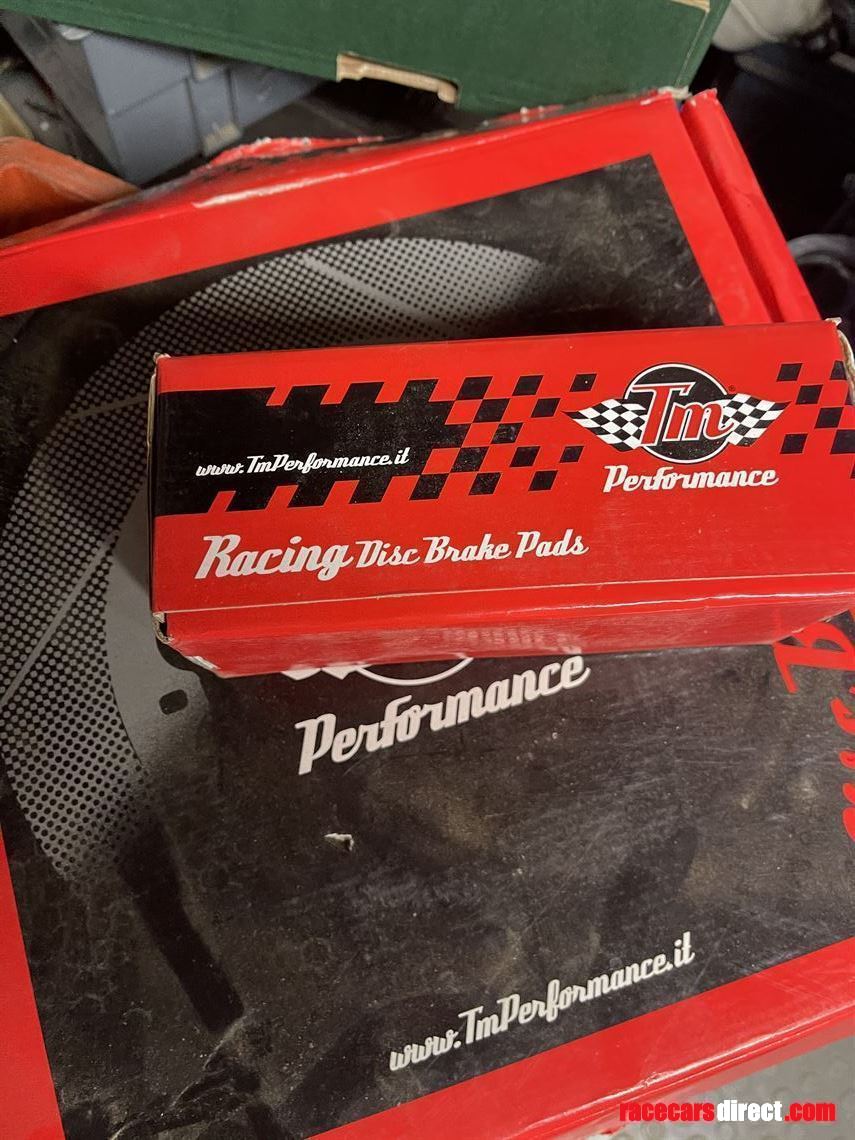 www.TmPerformance.it
Tm
Performance
Racing Disc Brake Pads
Performance
www.TmPerformance.it
racecarsdirect.com